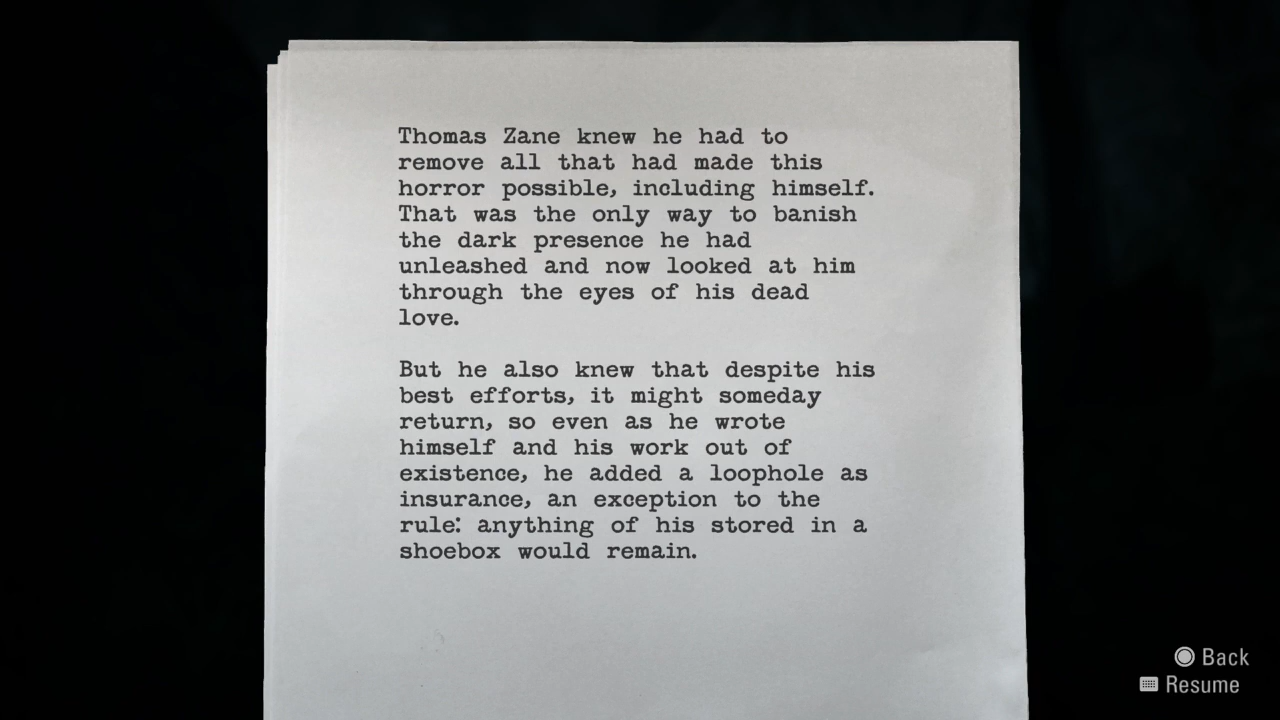 Thomas Zane knew he had to
remove all that had made this
horror possible, including himself.
That was the only way to banish
the dark presence he had
unleashed and now looked at him
through the eyes of his dead
love.
But he also knew that despite his
best efforts, it might someday
return, so even as he wrote
himself and his work out of
existence, he added a loophole as
insurance, an exception to the
rule: anything of his stored in a
shoebox would remain.
Back
Resume